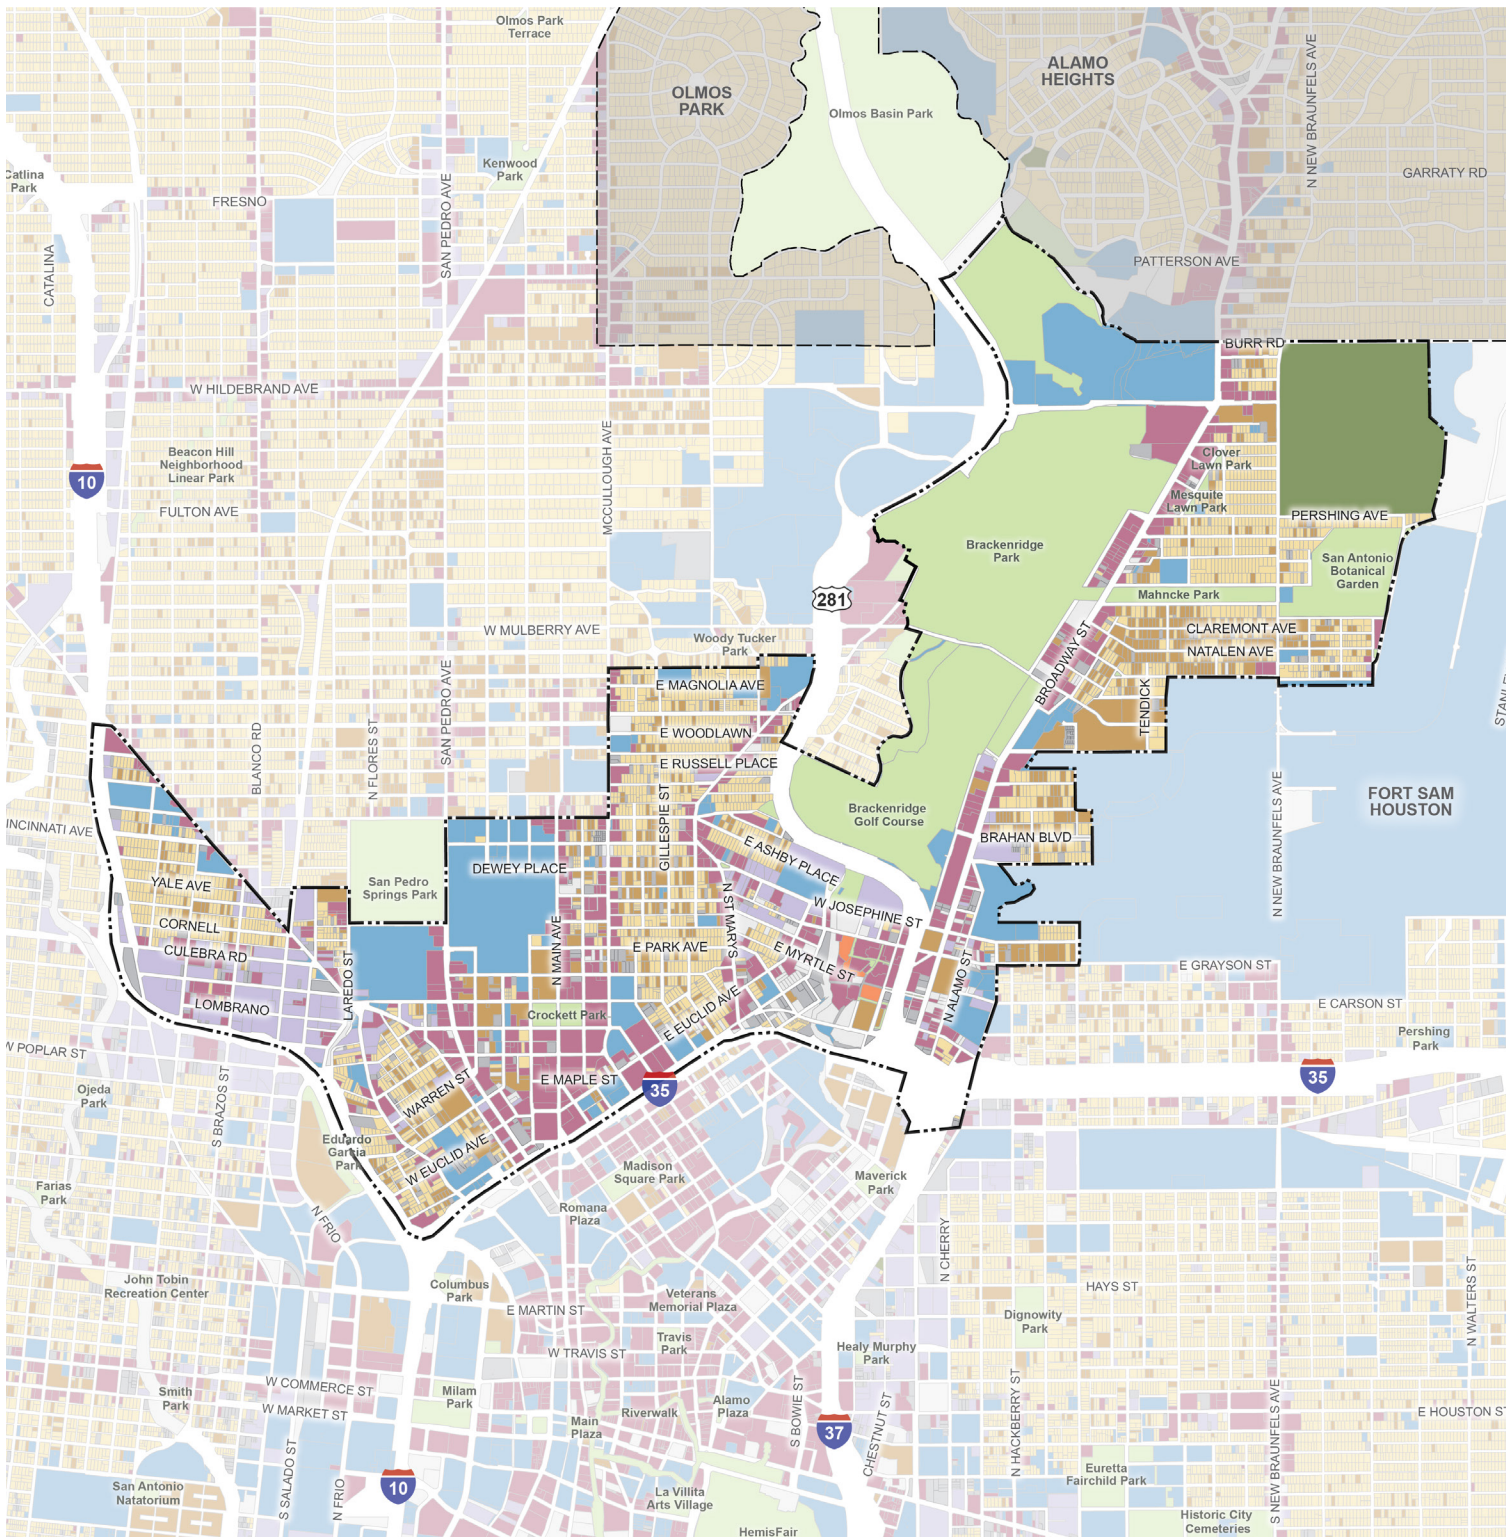 Olmos Park
Terrace
OLMOS
PARK
ALAMO
HEIGHTS
Olmos Basin Park
N NEW BRAUNFELS AVE
GARRATY RD
Catlina
Park
Kenwood
Park
FRESNO
SAN PEDRO AVE
CATALINA
PATTERSON AVE
BURR RD
W HILDEBRAND AVE
MCCULLOUGH AVE
Beacon Hill
Neighborhood
Linear Park
10
Clover
Lawn Park
Mesquite
Lawn Park
FULTON AVE
PERSHING AVE
Brackenridge
Park
San Antonio
Botanical
Garden
281
Mahncke Park
W MULBERRY AVE
Woody Tucker
Park
CLAREMONT AVE
NATALEN AVE
BROADWAY ST
TENDICK
E MAGNOLIA AVE
E WOODLAWN
E RUSSELL PLACE
BLANCO RD
N FLORES ST
SAN PEDRO AVE
GILLESPIE ST
INCINNATI AVE
Brackenridge
Golf Course
FORT SAM
HOUSTON
N NEW BRAUNFELS AVE
BRAHAN BLVD
E ASHBY PLACE
DEWEY PLACE
YALE AVE
San Pedro
Springs Park
N ST MARYS
W JOSEPHINE ST
CORNELL
CULEBRA RD
N MAIN AVE
E PARK AVE
E MYRTLE ST
E GRAYSON ST
LAREDO ST
LOMBRANO
N ALAMO ST
E CARSON ST
Crockett Park
E EUCLID AVE
Pershing
Park
W POPLAR ST
Ojeda
Park
S BRAZOS ST
WARREN ST
E MAPLE ST
35
35
Eduardo
Garcia
Park
W EUCLID AVE
Madison
Square Park
Maverick
Park
Farias
Park
N FRIO
Romana
Plaza
N CHERRY
John Tobin
Recreation Center
Columbus
Park
E MARTIN ST
Veterans
Memorial Plaza
HAYS ST
Dignowity
Park
N WALTERS ST
W TRAVIS ST
Travis
Park
Healy Murphy
Park
W COMMERCE ST
W MARKET ST
Smith
Park
Milam
Park
Main
Plaza
Riverwalk
Alamo
Plaza
S BOWIE ST
37
CHESTNUT ST
N HACKBERRY ST
S NEW BRAUNFELS AVE
E HOUSTON ST
S SALADO ST
N FRIO
10
San Antonio
Natatorium
La Villita
Arts Village
Euretta
Fairchild Park
HemisFair
Historic City
Cemeteries